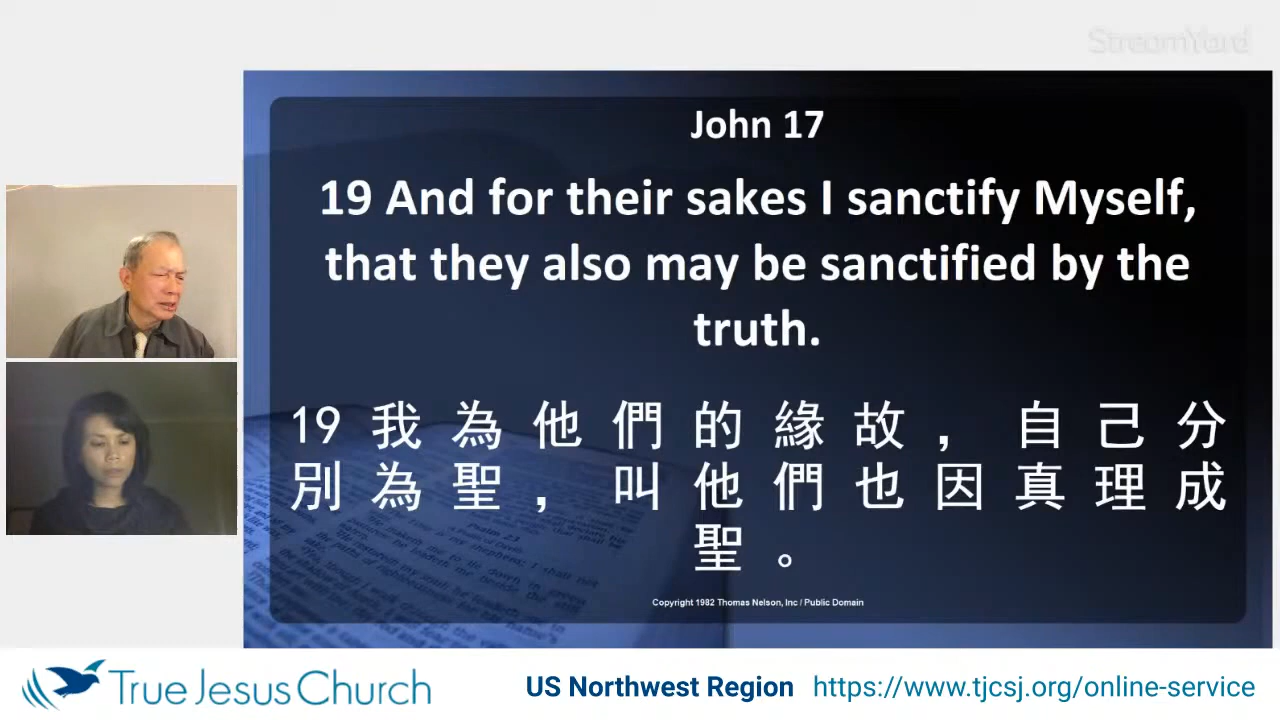 StreamYard
John 17
19 And for their sakes I sanctify Myself,
that they also may be sanctified by the
truth.
19 我 為 他 們 的 緣 故 ， 自 己 分
別 為 聖 ， 叫 他 們 也 因 真 理 成
聖 。
Copyright 1982 Thomas Nelson, Inc / Public Domain
True Jesus Church
US Northwest Region https://www.tjcsj.org/online-service